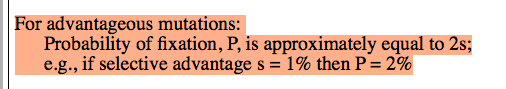 For advantageous mutations:
Probability of fixation, P, is approximately equal to 2s;
e.g., if selective advantage s = 1% then P = 2%